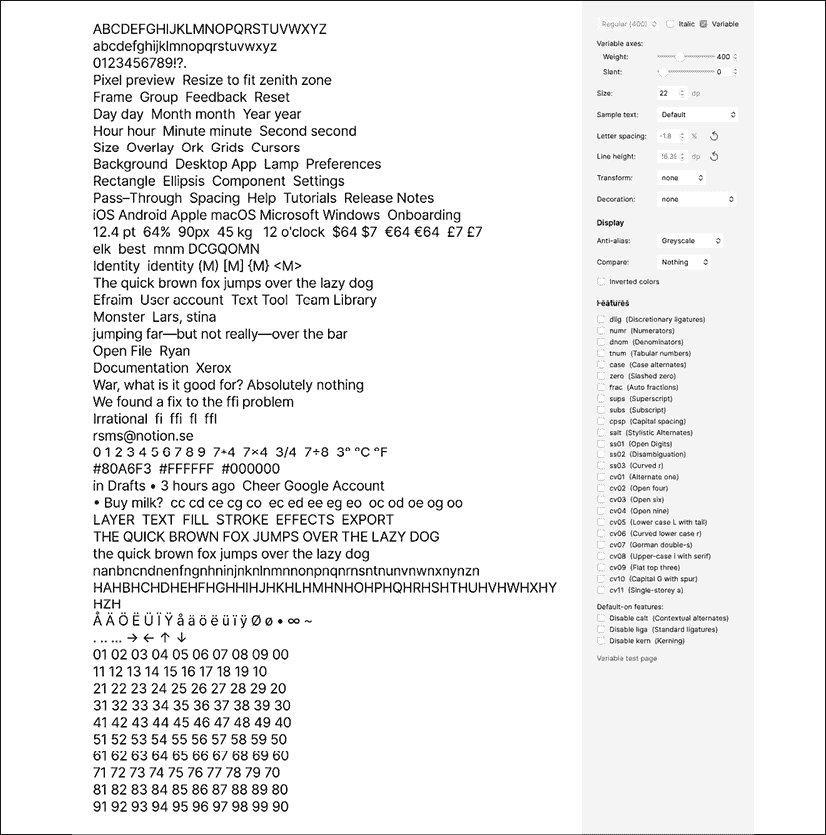 ABCDEFGHIJKLMNOPQRSTUVWXYZ
abcdefghijklmnopqrstuvwxyz
0123456789!?.
Pixel preview Resize to fit zenith zone
Frame Group Feedback Reset
Day day Month month Year year
Hour hour Minute minute Second second
Size Overlay Ork Grids Cursors
Background Desktop App Lamp Preferences
Rectangle Ellipsis Component Settings
Pass–Through Spacing Help Tutorials Release Notes
iOS Android Apple macOS Microsoft Windows Onboarding
12.4 pt 64% 90px 45 kg 12 o'clock $64 $7 €64 €64 £7 £7
elk best mnm DCGQOMN
Identity identity (M) [M] {M} <M>
The quick brown fox jumps over the lazy dog
Efraim User account Text Tool Team Library
Monster Lars, stina
jumping far—but not really—over the bar
Open File Ryan
Documentation Xerox
War, what is it good for? Absolutely nothing
We found a fix to the ffi problem
Irrational fi ffi fl ffl
rsms@notion.se
0 1 2 3 4 5 6 7 8 9 7+4 7×4 3/4 7÷8 3° °C °F
#80A6F3 #FFFFFF #000000
in Drafts • 3 hours ago Cheer Google Account
• Buy milk? cc cd ce cg co ec ed ee eg eo oc od oe og oo
LAYER TEXT FILL STROKE EFFECTS EXPORT
THE QUICK BROWN FOX JUMPS OVER THE LAZY DOG
the quick brown fox jumps over the lazy dog
nanbncndnenfngnhninjnknlnmnnonpnqnrnsntnunvnwnxnynzn
HAHBHCHDHEHFHGHHIHJHKHLHMHNHOHPHQHRHSHTHUHVHWHXHY
HZH
Å Ä Ö Ë Ü Ï Ÿ å ä ö ë ü ï ÿ Ø ø • ∞ ~
. .. ... → ← ↑ ↓
01 02 03 04 05 06 07 08 09 00
11 12 13 14 15 16 17 18 19 10
21 22 23 24 25 26 27 28 29 20
31 32 33 34 35 36 37 38 39 30
41 42 43 44 45 46 47 48 49 40
51 52 53 54 55 56 57 58 59 50
61 62 63 64 65 66 67 68 69 60
71 72 73 74 75 76 77 78 79 70
81 82 83 84 85 86 87 88 89 80
91 92 93 94 95 96 97 98 99 90
Regular (400) Italic Variable
Variable axes:
Weight: 400
Slant: 0
Size: 22 dp
Sample text: Default
Letter spacing: -1.8 %
Line height: dp
Transform: none
Decoration: none
Display
Anti-alias: Greyscale
Compare: Nothing
Inverted colors
Features
dlig (Discretionary ligatures)
numr (Numerators)
dnom (Denominators)
tnum (Tabular numbers)
case (Case alternates)
zero (Slashed zero)
frac (Auto fractions)
sups (Superscript)
subs (Subscript)
cpsp (Capital spacing)
salt (Stylistic Alternates)
ss01 (Open Digits)
ss02 (Disambiguation)
ss03 (Curved r)
cv01 (Alternate one)
cv02 (Open four)
cv03 (Open six)
cv04 (Open nine)
cv05 (Lower case L with tail)
cv06 (Curved lower case r)
cv07 (German double-s)
cv08 (Upper-case i with serif)
cv09 (Flat top three)
cv10 (Capital G with spur)
cv11 (Single-storey a)
Default-on features:
Disable calt (Contextual alternates)
Disable liga (Standard ligatures)
Disable kern (Kerning)
Variable test page